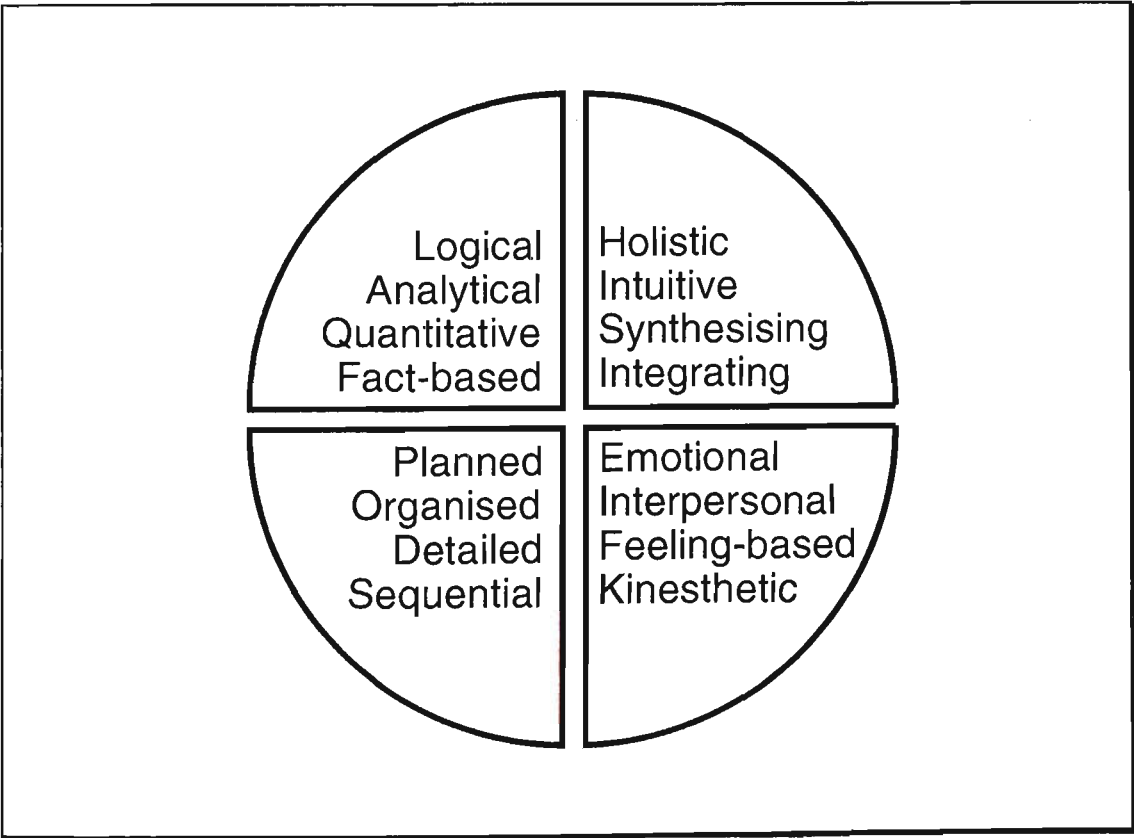 Logical
Analytical
Quantitative
Fact-based
Holistic
Intuitive
Synthesising
Integrating
Planned
Organised
Detailed
Sequential
Emotional
Interpersonal
Feeling-based
Kinesthetic